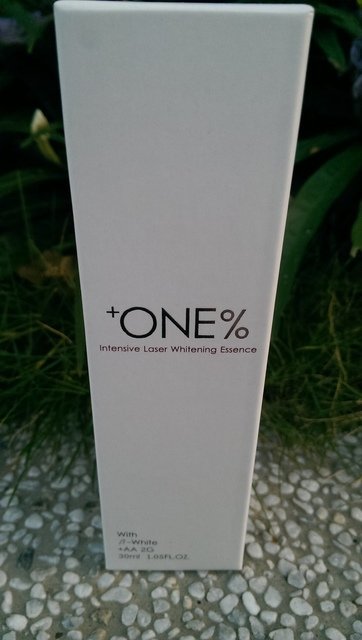 +ONE%
Intensive Laser Whitening Essence
With
β-White
+AA 2G
30ml 1.05FL.OZ.